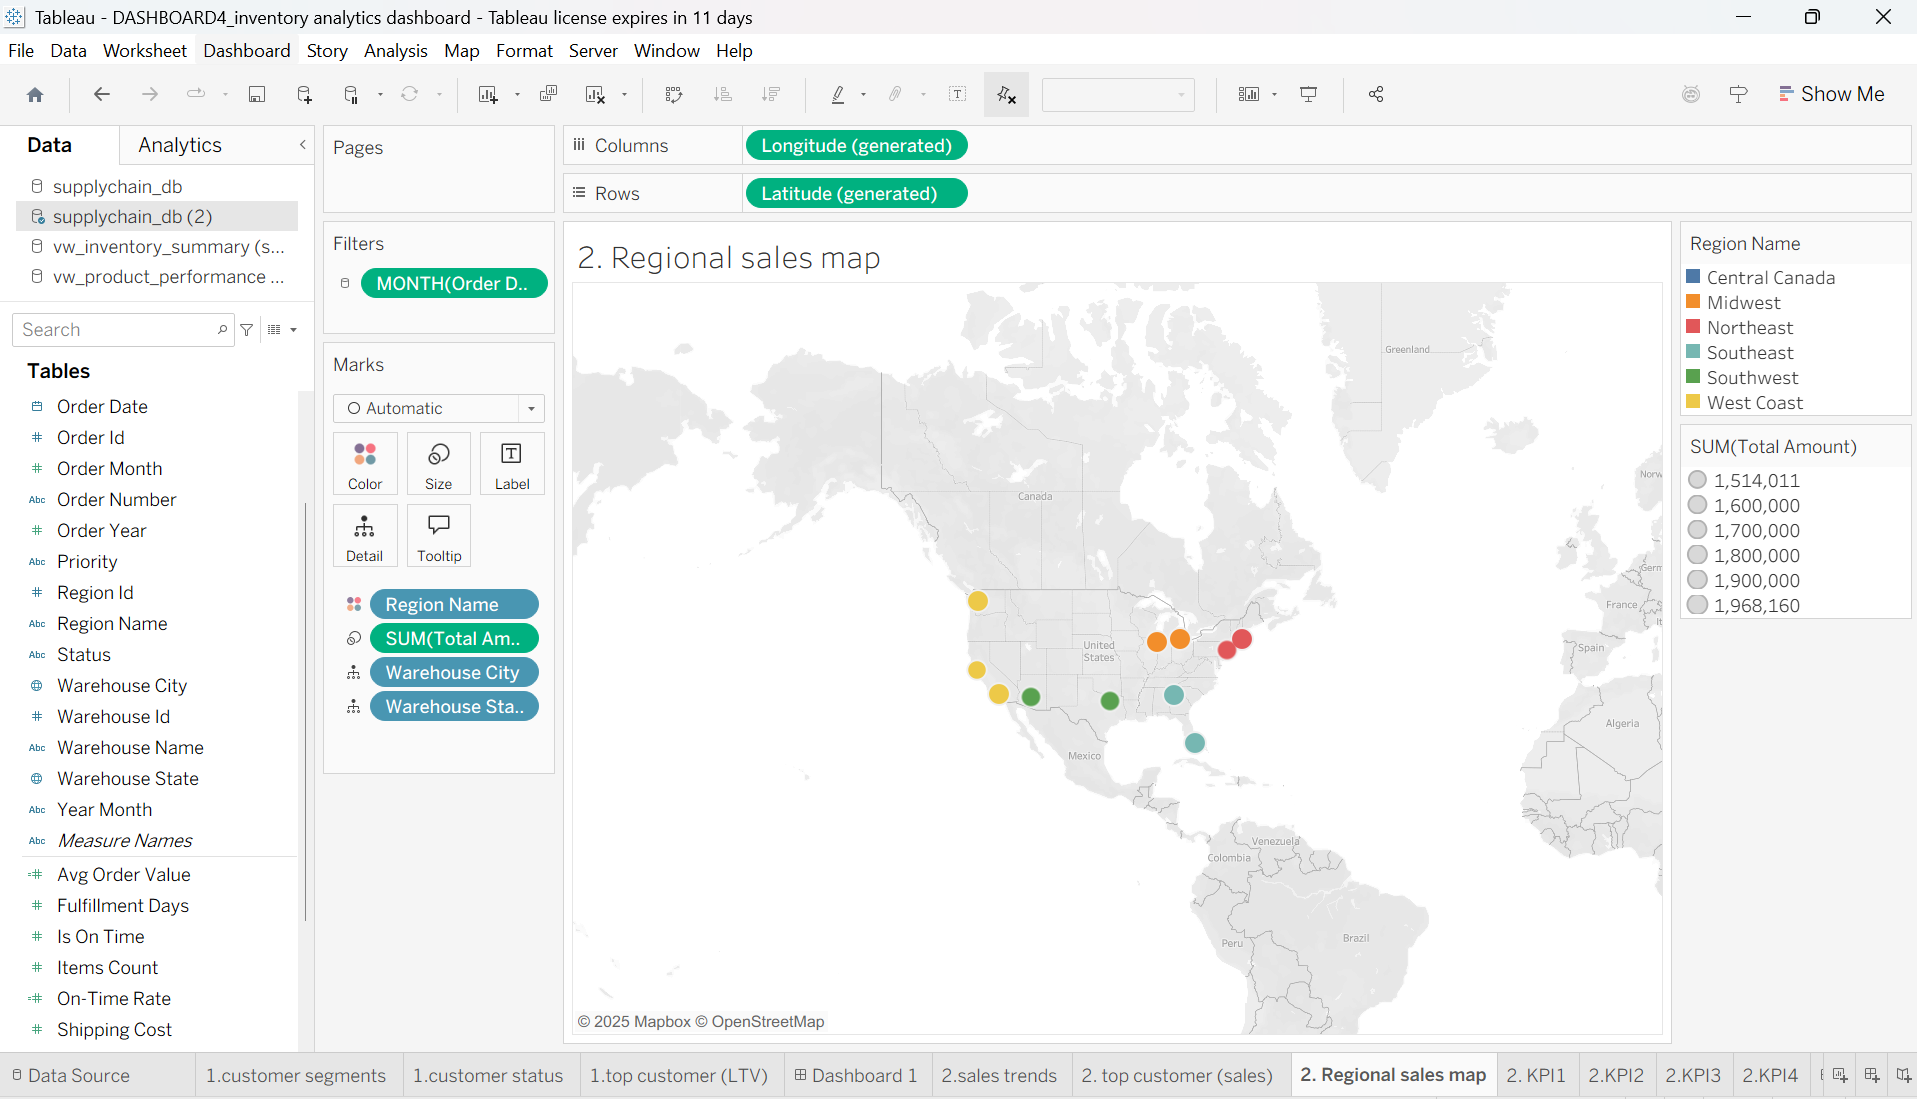 Tableau - DASHBOARD4_inventory analytics dashboard - Tableau license expires in 11 days
File Data Worksheet Dashboard Story Analysis Map Format Server Window Help
Show Me
Data Analytics
supplychain_db
supplychain_db (2)
vw_inventory_summary (s...
vw_product_performance ...
Search
Tables
Order Date
Order Id
Order Month
Abc Order Number
Order Year
Abc Priority
Region Id
Abc Region Name
Abc Status
Warehouse City
Warehouse Id
Abc Warehouse Name
Warehouse State
Abc Year Month
Abc Measure Names
Avg Order Value
Fulfillment Days
Is On Time
Items Count
On-Time Rate
Shipping Cost
Pages
Filters
MONTH(Order D..
Marks
Automatic
Color Size Label
Detail Tooltip
Region Name
SUM(Total Am..
Warehouse City
Warehouse Sta..
Columns Longitude (generated)
Rows Latitude (generated)
2. Regional sales map
Greenland
Norw
Canada
Germ
France
It
United
States
Spain
Algeria
Mexico
Venezuela
Colombia
Brazil
Peru
© 2025 Mapbox © OpenStreetMap
Region Name
Central Canada
Midwest
Northeast
Southeast
Southwest
West Coast
SUM(Total Amount)
1,514,011
1,600,000
1,700,000
1,800,000
1,900,000
1,968,160
Data Source 1.customer segments 1.customer status 1.top customer (LTV) Dashboard 1 2.sales trends 2. top customer (sales) 2. Regional sales map 2. KPI1 2.KPI2 2.KPI3 2.KPI4